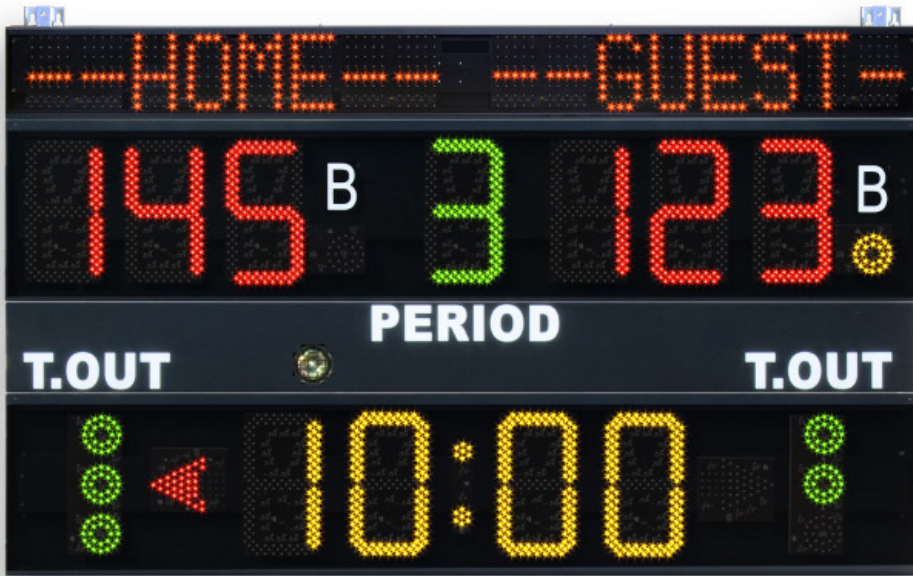 ---HOME--- ---GUEST-
145 B 3 123 B
PERIOD
T.OUT T.OUT
10:00